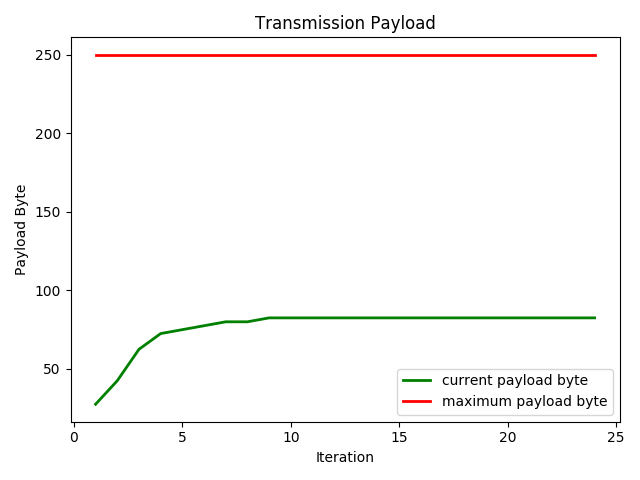 Transmission Payload
250
200
150
100
50
Payload Byte
current payload byte
maximum payload byte
0
5
10
15
20
25
Iteration